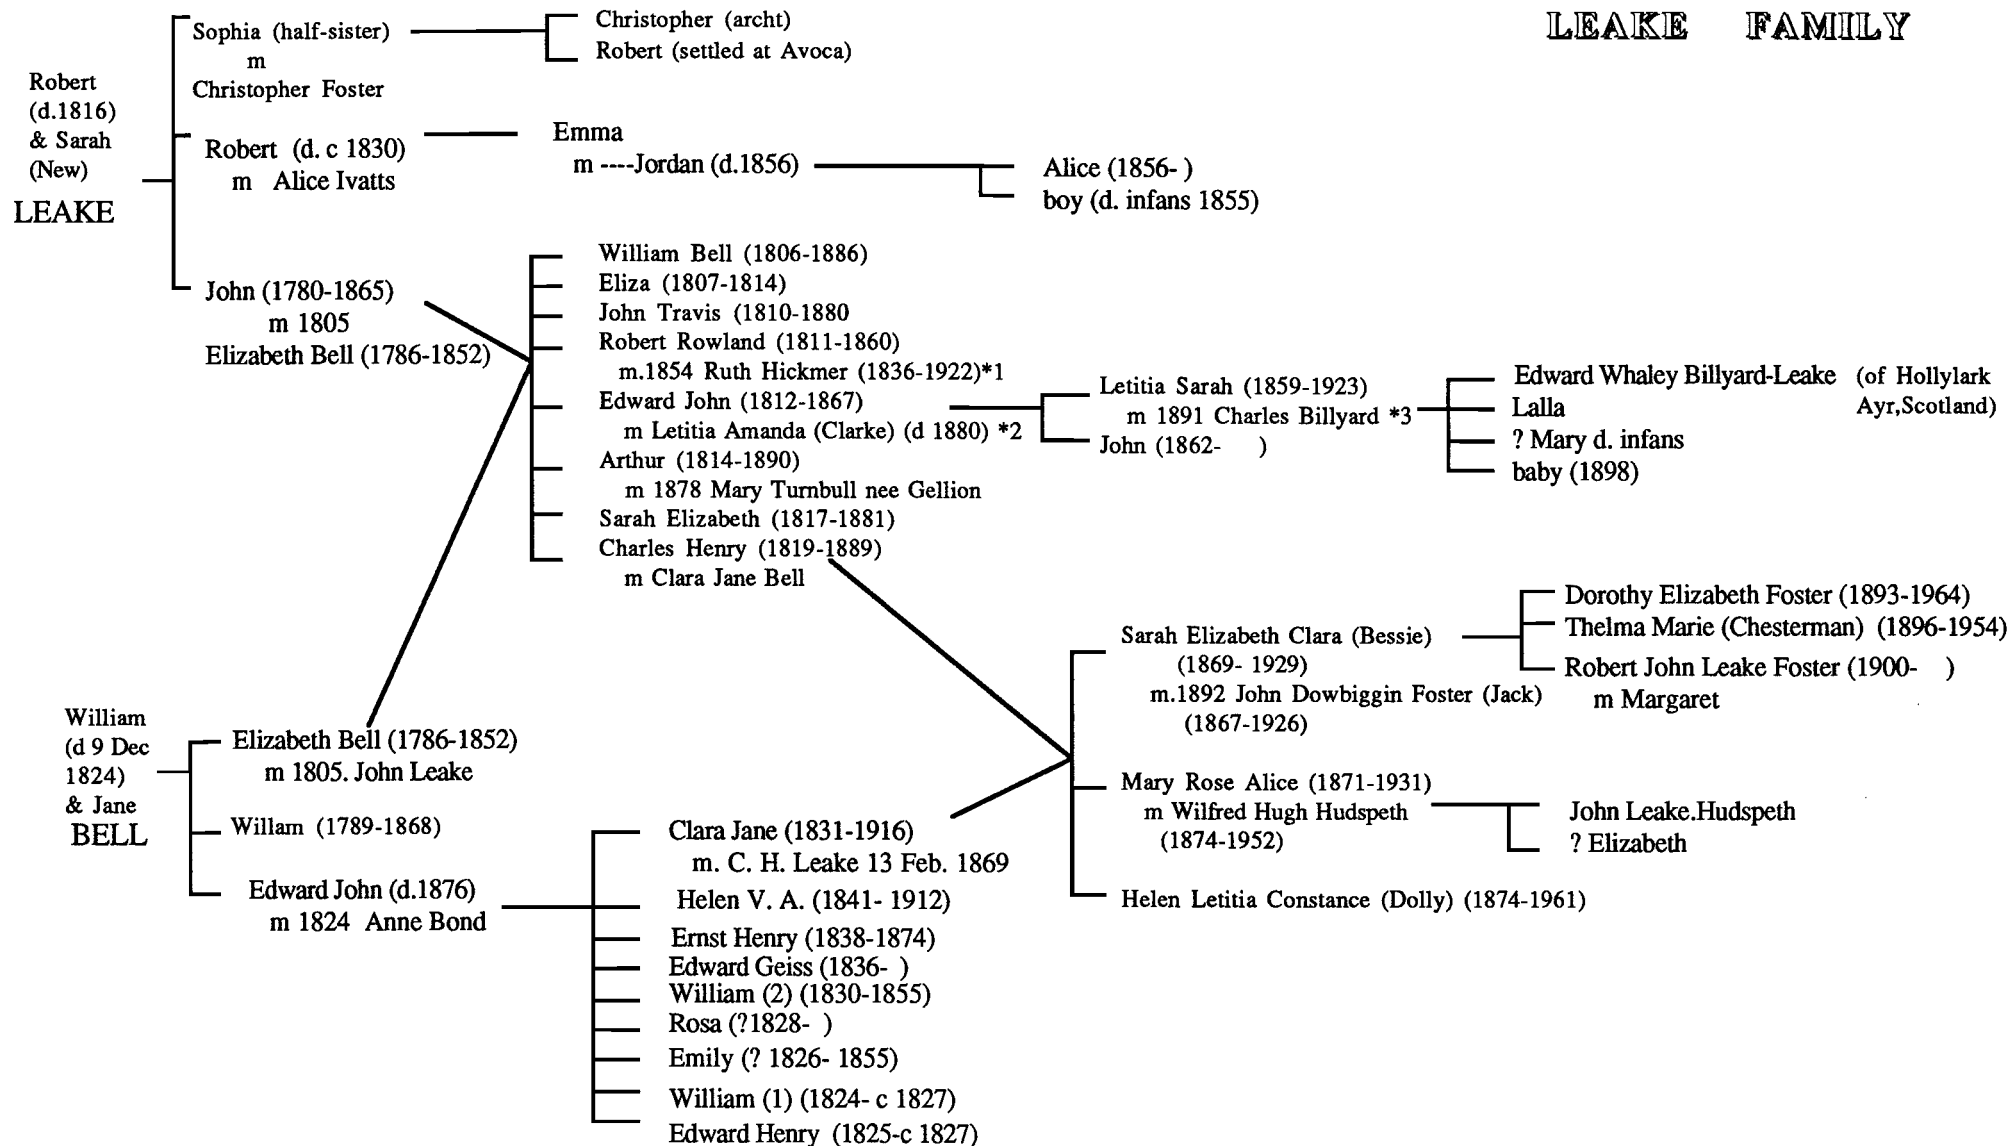 LEAKE FAMILY
Robert
(d.1816)
& Sarah
(New)
LEAKE
Sophia (half-sister)
m
Christopher Foster
Christopher (archt)
Robert (settled at Avoca)
Robert (d. c 1830)
m Alice Ivatts
Emma
m ----Jordan (d.1856)
Alice (1856- )
boy (d. infans 1855)
John (1780-1865)
m 1805
Elizabeth Bell (1786-1852)
William Bell (1806-1886)
Eliza (1807-1814)
John Travis (1810-1880
Robert Rowland (1811-1860)
m.1854 Ruth Hickmer (1836-1922)*1
Edward John (1812-1867)
m Letitia Amanda (Clarke) (d 1880) *2
Arthur (1814-1890)
m 1878 Mary Turnbull nee Gellion
Sarah Elizabeth (1817-1881)
Charles Henry (1819-1889)
m Clara Jane Bell
Letitia Sarah (1859-1923)
m 1891 Charles Billyard *3
John (1862- )
Edward Whaley Billyard-Leake (of Hollylark
Ayr,Scotland)
Lalla
? Mary d. infans
baby (1898)
Sarah Elizabeth Clara (Bessie)
(1869- 1929)
m.1892 John Dowbiggin Foster (Jack)
(1867-1926)
Dorothy Elizabeth Foster (1893-1964)
Thelma Marie (Chesterman) (1896-1954)
Robert John Leake Foster (1900- )
m Margaret
Mary Rose Alice (1871-1931)
m Wilfred Hugh Hudspeth
(1874-1952)
John Leake.Hudspeth
? Elizabeth
Helen Letitia Constance (Dolly) (1874-1961)
William
(d 9 Dec
1824)
& Jane
BELL
Elizabeth Bell (1786-1852)
m 1805. John Leake
Willam (1789-1868)
Edward John (d.1876)
m 1824 Anne Bond
Clara Jane (1831-1916)
m. C. H. Leake 13 Feb. 1869
Helen V. A. (1841- 1912)
Ernst Henry (1838-1874)
Edward Geiss (1836- )
William (2) (1830-1855)
Rosa (?1828- )
Emily (? 1826- 1855)
William (1) (1824- c 1827)
Edward Henry (1825-c 1827)